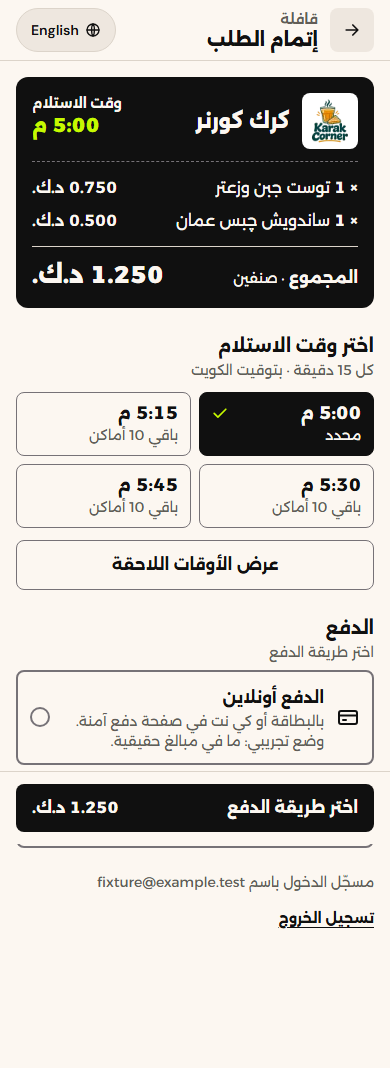 قافلة
إتمام الطلب
English
Karak
Corner
كرك كورنر
وقت الاستلام
5:00 م
× 1 توست جبن وزعتر
0.750 د.ك.
× 1 ساندويش چبس عمان
0.500 د.ك.
المجموع · صنفين
1.250 د.ك.
اختر وقت الاستلام
كل 15 دقيقة · بتوقيت الكويت
5:00 م
محدد
5:15 م
باقي 10 أماكن
5:30 م
باقي 10 أماكن
5:45 م
باقي 10 أماكن
عرض الأوقات اللاحقة
الدفع
اختر طريقة الدفع
الدفع أونلاين
بالبطاقة أو كي نت في صفحة دفع آمنة.
وضع تجريبي: ما في مبالغ حقيقية.
اختر طريقة الدفع
1.250 د.ك.
مسجّل الدخول باسم fixture@example.test
تسجيل الخروج